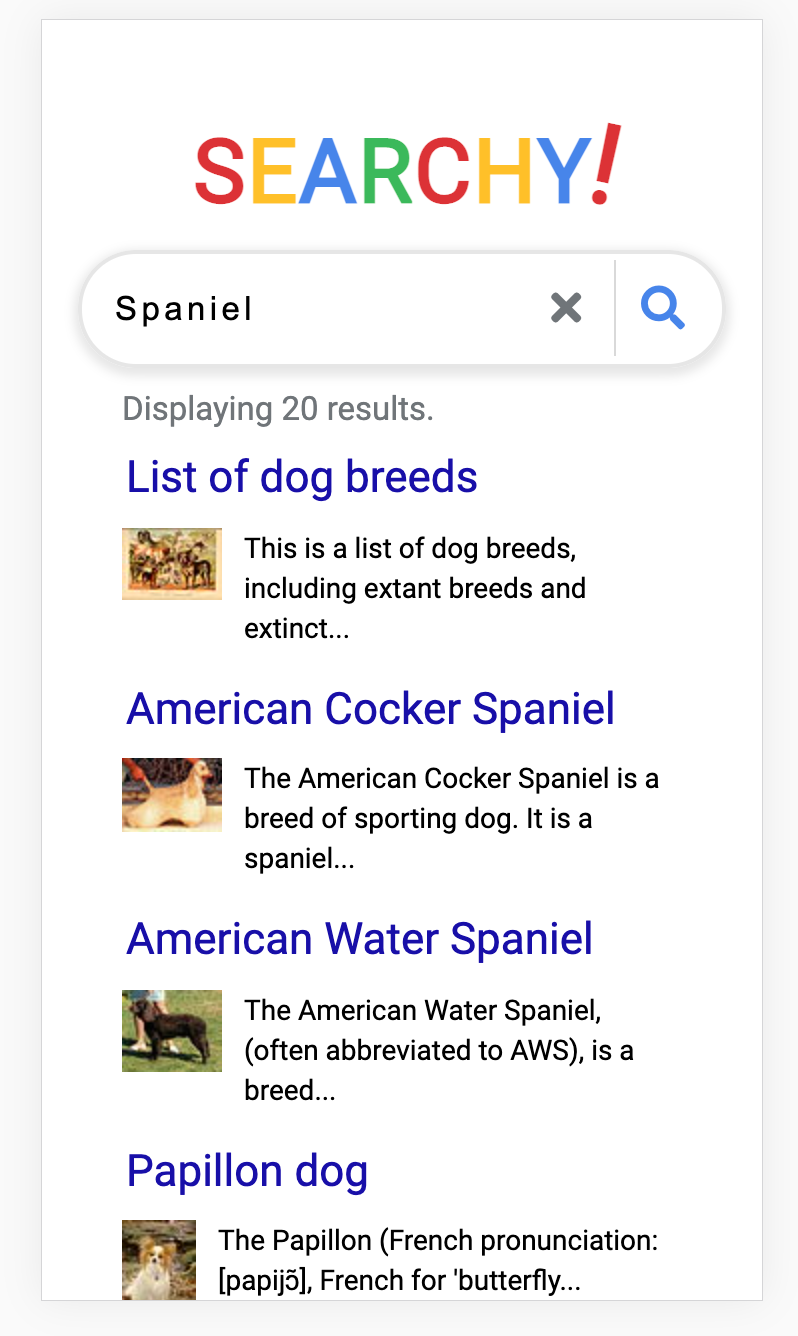 SEARCHY!
Spaniel
Displaying 20 results.
List of dog breeds
This is a list of dog breeds,
including extant breeds and
extinct...
American Cocker Spaniel
The American Cocker Spaniel is a
breed of sporting dog. It is a
spaniel...
American Water Spaniel
The American Water Spaniel,
(often abbreviated to AWS), is a
breed...
Papillon dog
The Papillon (French pronunciation:
[papijɔ̃], French for 'butterfly...